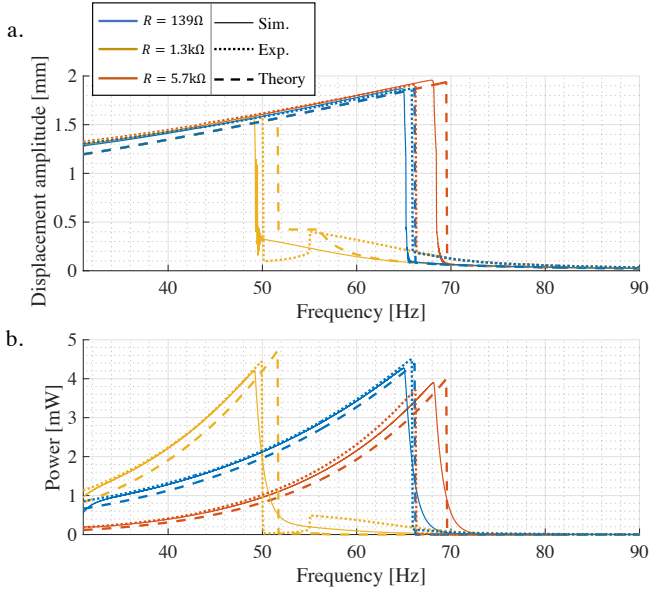 a.
R = 139Ω
Sim.
R = 1.3kΩ
Exp.
R = 5.7kΩ
Theory
Displacement amplitude [mm]
2
1.5
1
0.5
0
40 50 60 70 80 90
Frequency [Hz]
b.
Power [mW]
5
4
3
2
1
0
40 50 60 70 80 90
Frequency [Hz]